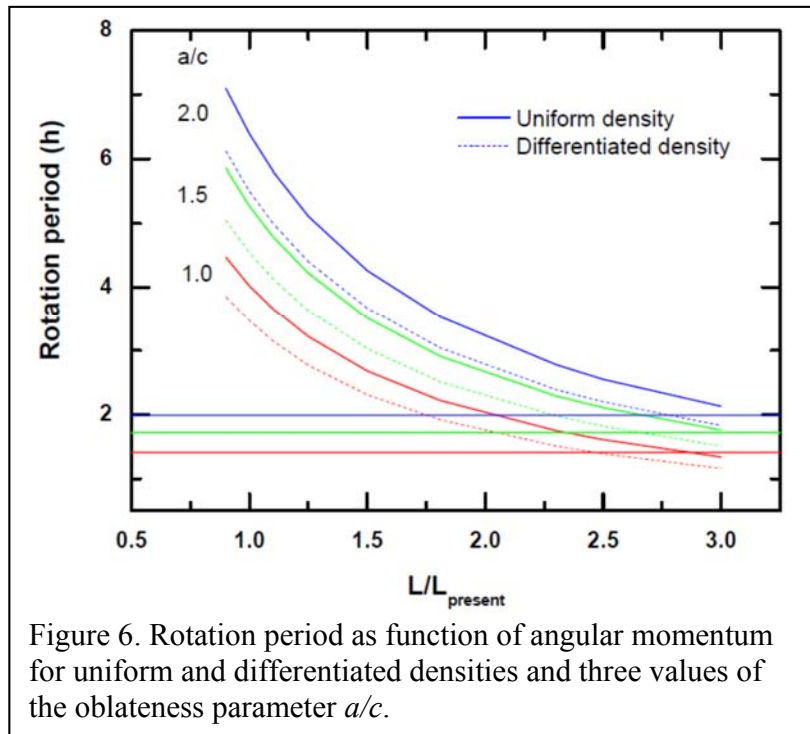 8
a/c
2.0
Uniform density
Differentiated density
6
1.5
1.0
4
2
Rotation period (h)
0.5 1.0 1.5 2.0 2.5 3.0
L/Lpresent
Figure 6. Rotation period as function of angular momentum
for uniform and differentiated densities and three values of
the oblateness parameter a/c.